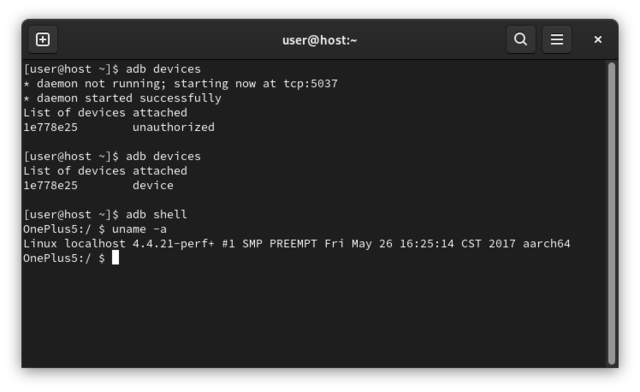 user@host:~
[user@host ~]$ adb devices
* daemon not running; starting now at tcp:5037
* daemon started successfully
List of devices attached
1e778e25        unauthorized
[user@host ~]$ adb devices
List of devices attached
1e778e25        device
[user@host ~]$ adb shell
OnePlus5:/ $ uname -a
Linux localhost 4.4.21-perf+ #1 SMP PREEMPT Fri May 26 16:25:14 CST 2017 aarch64
OnePlus5:/ $